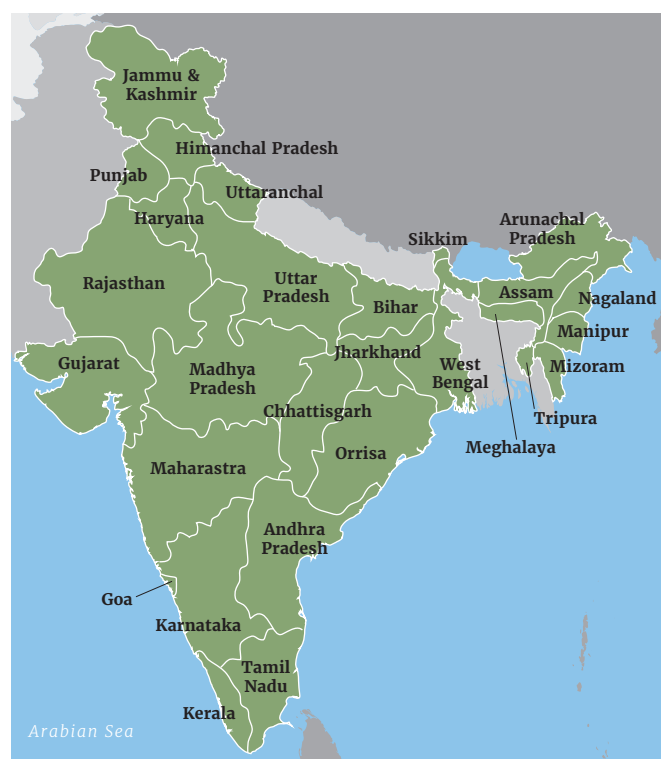 Jammu &
Kashmir
Himanchal Pradesh
Punjab
Uttaranchal
Haryana
Arunachal
Pradesh
Sikkim
Rajasthan
Uttar
Pradesh
Assam
Nagaland
Bihar
Manipur
Jharkhand
Gujarat
Madhya
Pradesh
West
Bengal
Mizoram
Chhattisgarh
Tripura
Meghalaya
Orrisa
Maharastra
Andhra
Pradesh
Goa
Karnataka
Tamil
Nadu
Kerala
Arabian Sea